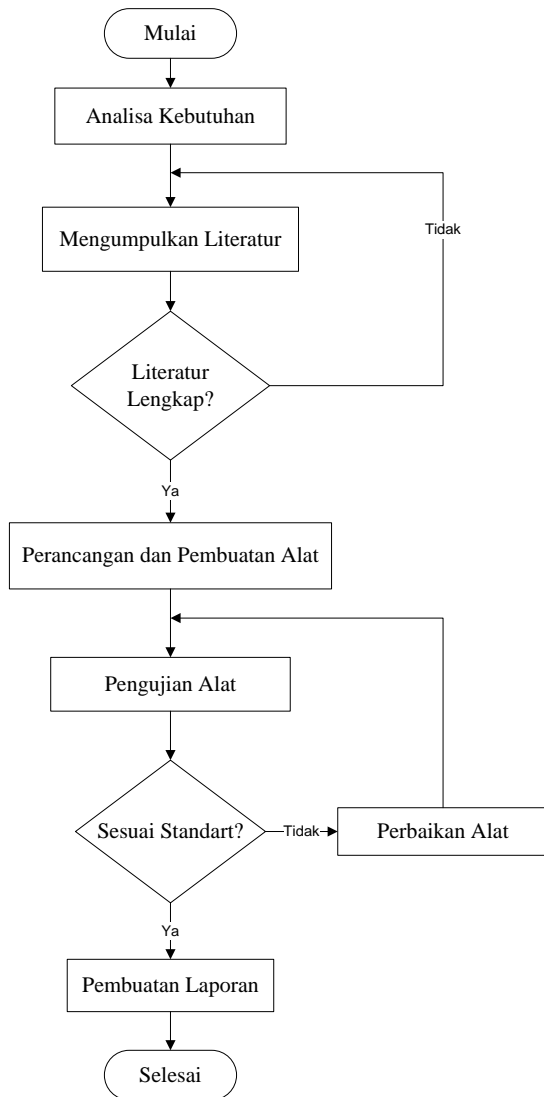 Mulai
Analisa Kebutuhan
Mengumpulkan Literatur
Tidak
Literatur
Lengkap?
Ya
Perancangan dan Pembuatan Alat
Pengujian Alat
Sesuai Standart?
Tidak
Perbaikan Alat
Ya
Pembuatan Laporan
Selesai